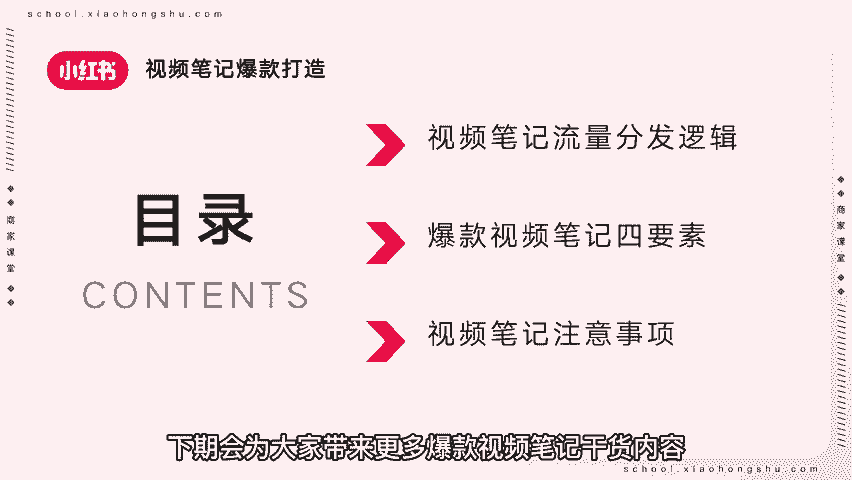 school.xiaohongshu.com
小红书 视频笔记爆款打造
目录
CONTENTS
视频笔记流量分发逻辑
爆款视频笔记四要素
视频笔记注意事项
商家课堂
商家课堂
下期会为大家带来更多爆款视频笔记干货内容
school.xiaohongshu.com